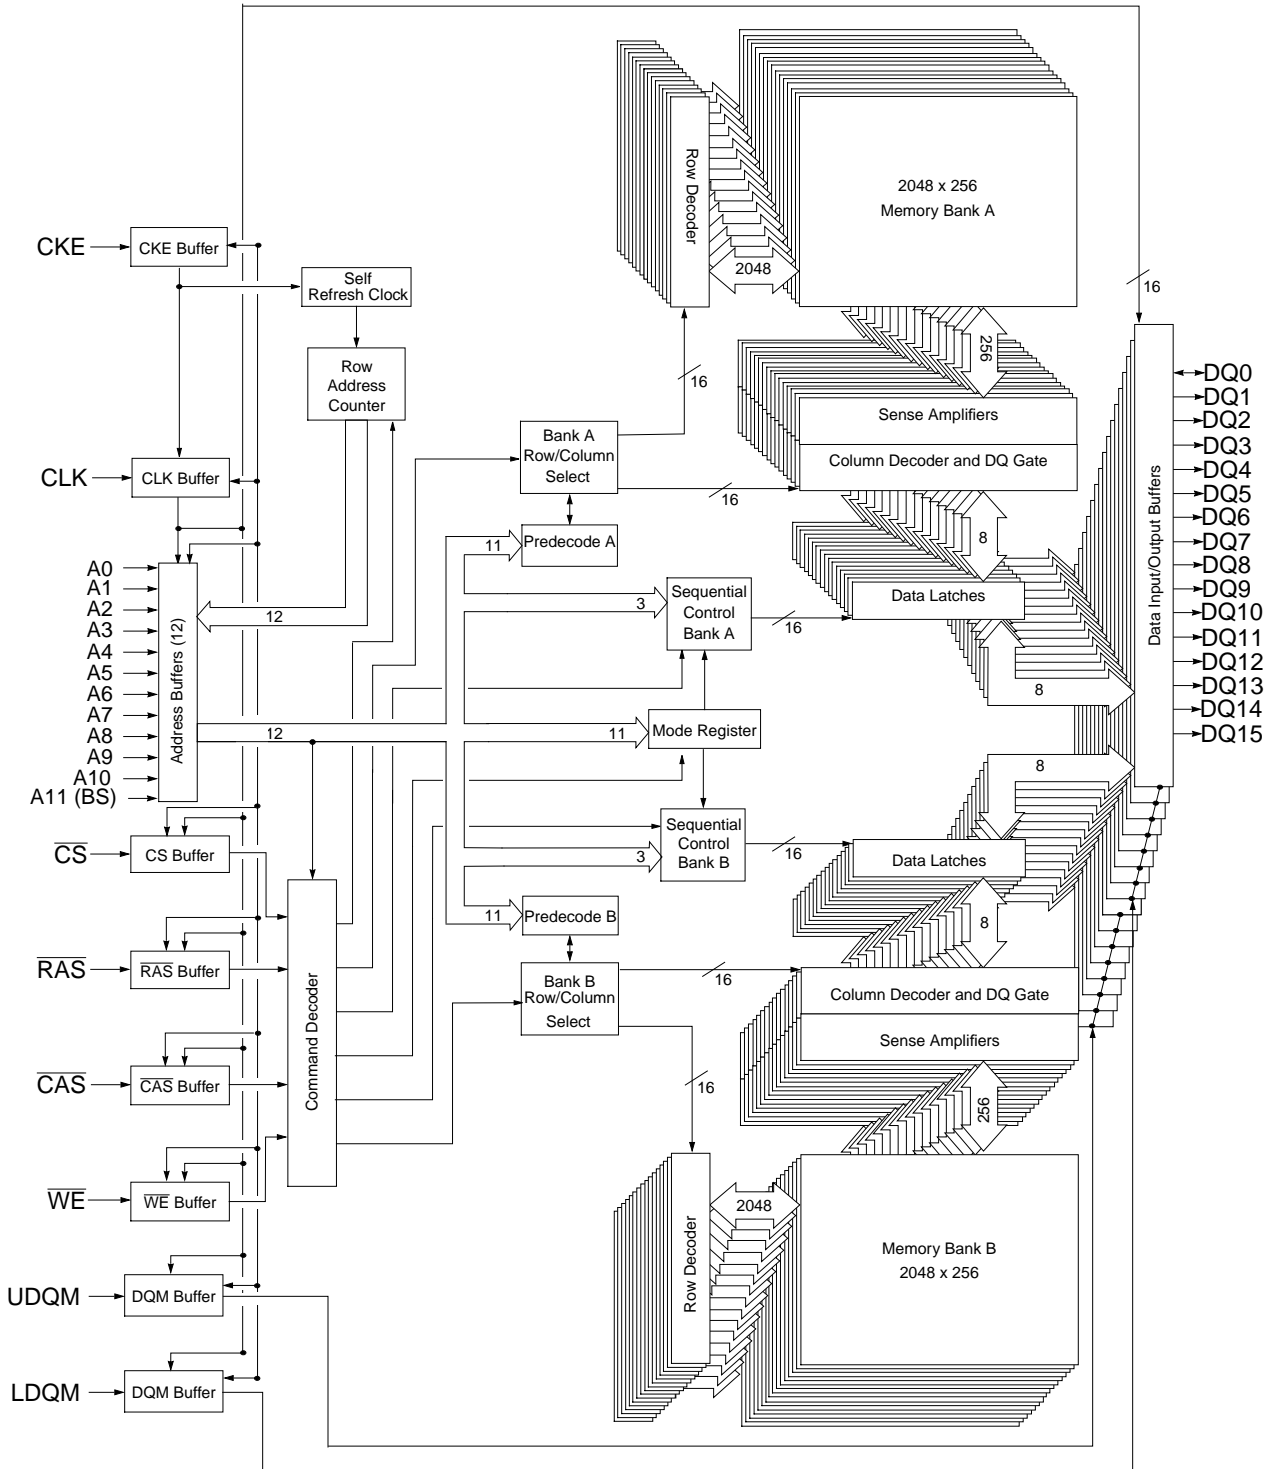 2048 x 256
Memory Bank A
Row Decoder
2048
CKE
CKE Buffer
Self
Refresh Clock
16
256
Row
Address
Counter
16
DQ0
DQ1
DQ2
DQ3
DQ4
DQ5
DQ6
DQ7
DQ8
DQ9
DQ10
DQ11
DQ12
DQ13
DQ14
DQ15
Data Input/Output Buffers
Sense Amplifiers
Column Decoder and DQ Gate
Bank A
Row/Column
Select
16
CLK
CLK Buffer
11
Predecode A
8
A0
A1
A2
A3
A4
A5
A6
A7
A8
A9
A10
A11 (BS)
Address Buffers (12)
12
3
Sequential
Control
Bank A
16
Data Latches
8
12
11
Mode Register
8
CS
CS Buffer
Sequential
Control
Bank B
3
16
Data Latches
11
Predecode B
8
RAS
RAS Buffer
Command Decoder
Bank B
Row/Column
Select
16
Column Decoder and DQ Gate
Sense Amplifiers
CAS
CAS Buffer
16
256
WE
WE Buffer
Row Decoder
2048
Memory Bank B
2048 x 256
UDQM
DQM Buffer
LDQM
DQM Buffer